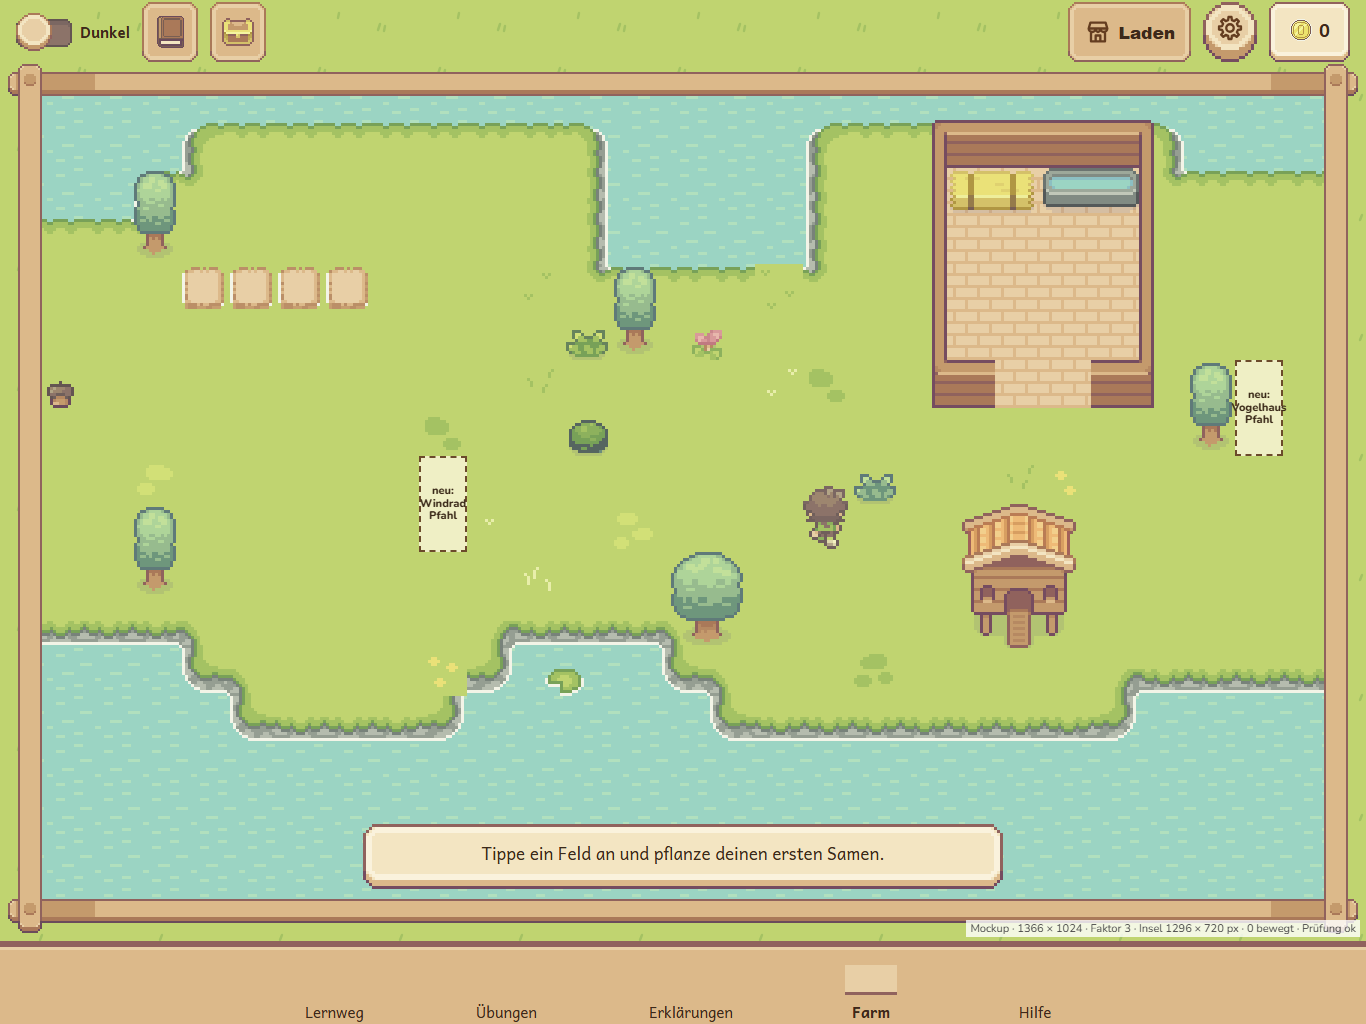 Dunkel
Laden
0
neu:
Vogelhaus
Pfahl
neu:
Windrad
Pfahl
Tippe ein Feld an und pflanze deinen ersten Samen.
Mockup · 1366 × 1024 · Faktor 3 · Insel 1296 × 720 px · 0 bewegt · Prüfung ok
Lernweg
Übungen
Erklärungen
Farm
Hilfe